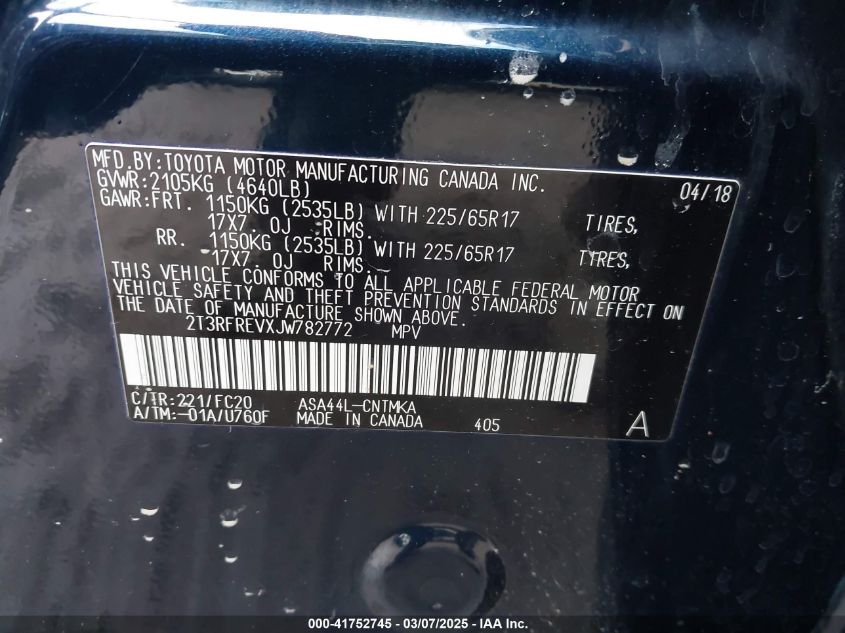 MFD.BY:TOYOTA MOTOR MANUFACTURING CANADA INC. 04/18
GVWR:2105KG (4640LB)
GAWR:FRT. 1150KG (2535LB) WITH 225/65R17 TIRES,
17X7.0J RIMS.
RR. 1150KG (2535LB) WITH 225/65R17 TIRES,
17X7.0J RIMS.
THIS VEHICLE CONFORMS TO ALL APPLICABLE FEDERAL MOTOR
VEHICLE SAFETY AND THEFT PREVENTION STANDARDS IN EFFECT ON
THE DATE OF MANUFACTURE SHOWN ABOVE.
2T3RFREVXJW782772 MPV
C/TR:221/FC20 ASA44L-CNTMKA
A/TM:-01A/U760F MADE IN CANADA 405 A
000-41752745 — 03/07/2025 — IAA Inc.